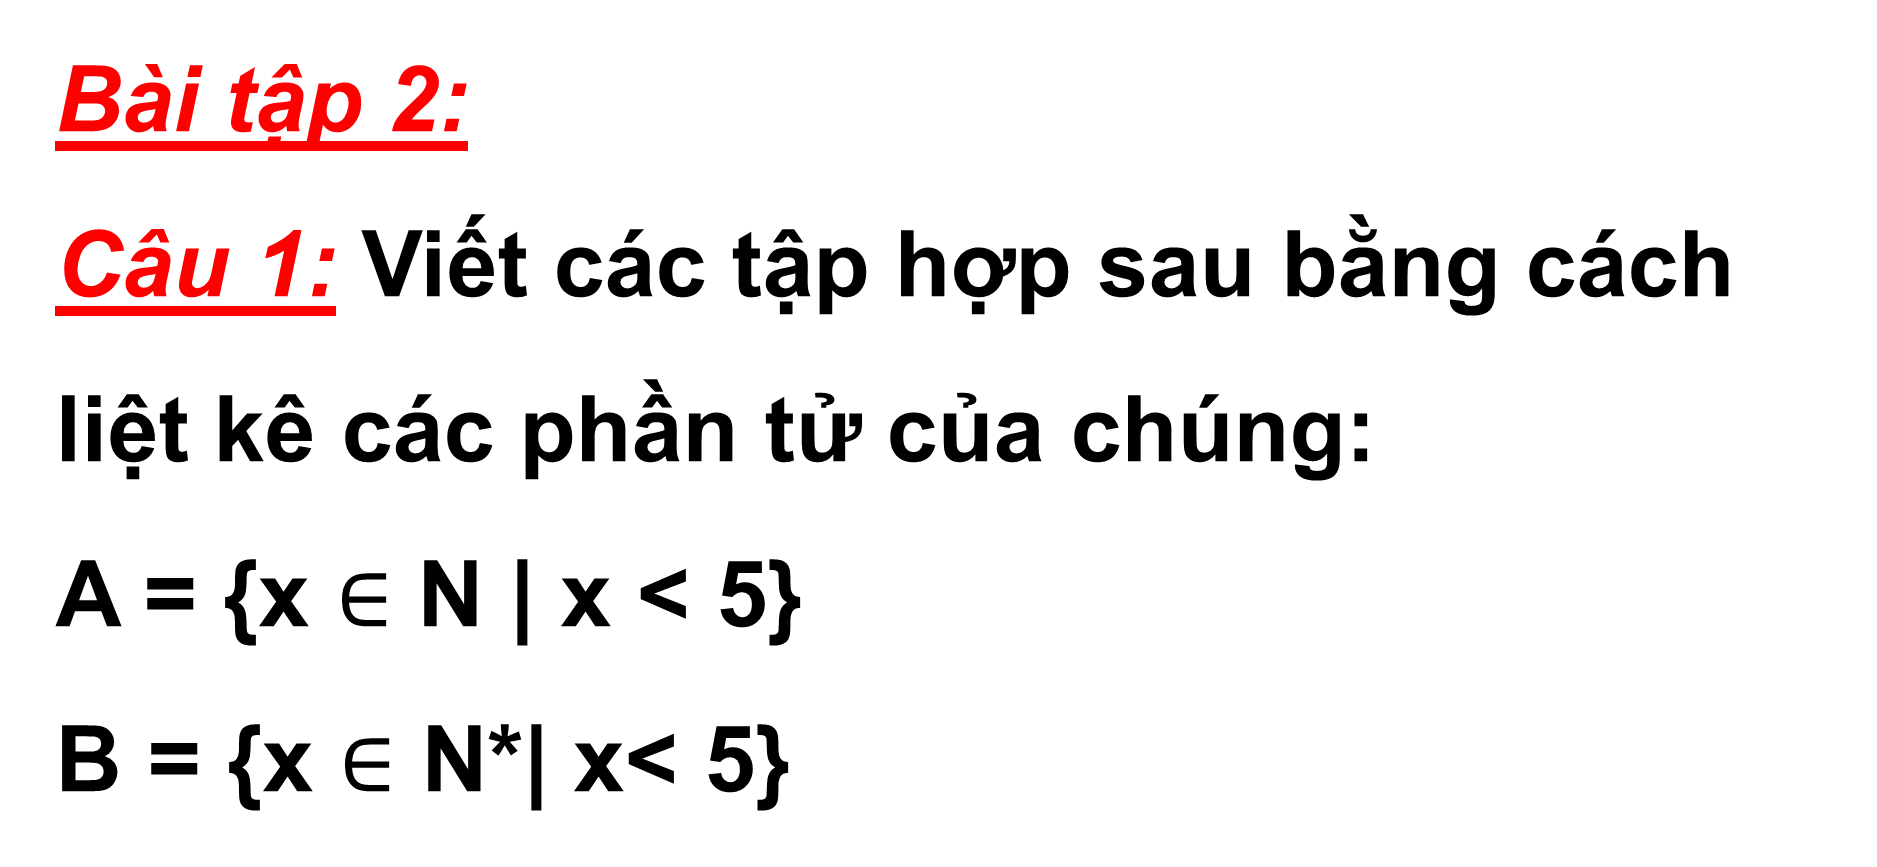 Bài tập 2:
Câu 1: Viết các tập hợp sau bằng cách
liệt kê các phần tử của chúng:
A = {x ∈ N | x < 5}
B = {x ∈ N*| x< 5}